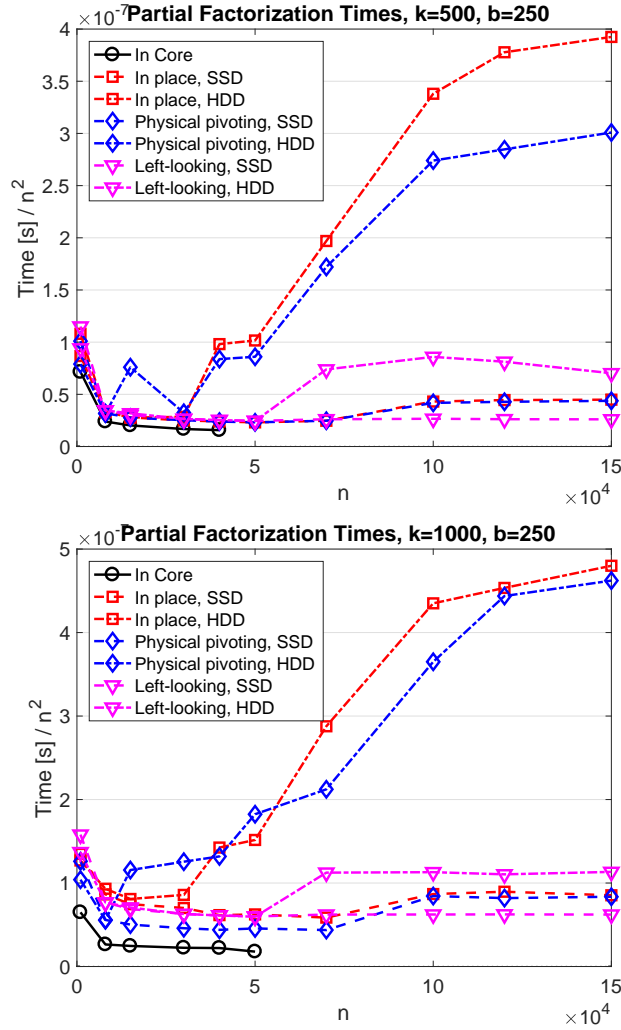 ×10⁻⁷
Partial Factorization Times, k=500, b=250
4
3.5
3
2.5
2
1.5
1
0.5
0
Time [s] / n²
In Core
In place, SSD
In place, HDD
Physical pivoting, SSD
Physical pivoting, HDD
Left-looking, SSD
Left-looking, HDD
0 5 10 15
n
×10⁴
×10⁻
Partial Factorization Times, k=1000, b=250
5
4
3
2
1
0
Time [s] / n²
In Core
In place, SSD
In place, HDD
Physical pivoting, SSD
Physical pivoting, HDD
Left-looking, SSD
Left-looking, HDD
0 5 10 15
n
×10⁴